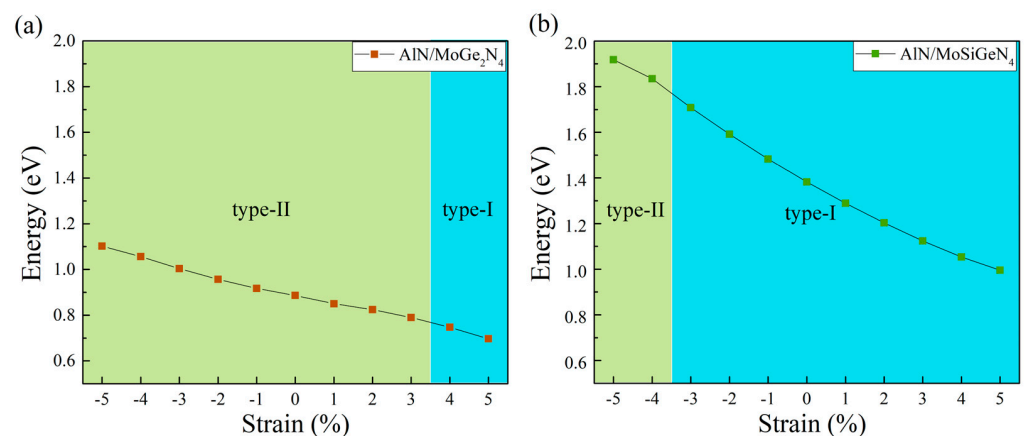 (a)
2.0
1.8
1.6
1.4
1.2
1.0
0.8
0.6
Energy (eV)
AlN/MoGe₂N₄
type-II
type-I
-5 -4 -3 -2 -1 0 1 2 3 4 5
Strain (%)
(b)
2.0
1.8
1.6
1.4
1.2
1.0
0.8
0.6
Energy (eV)
AlN/MoSiGeN₄
type-II
type-I
-5 -4 -3 -2 -1 0 1 2 3 4 5
Strain (%)